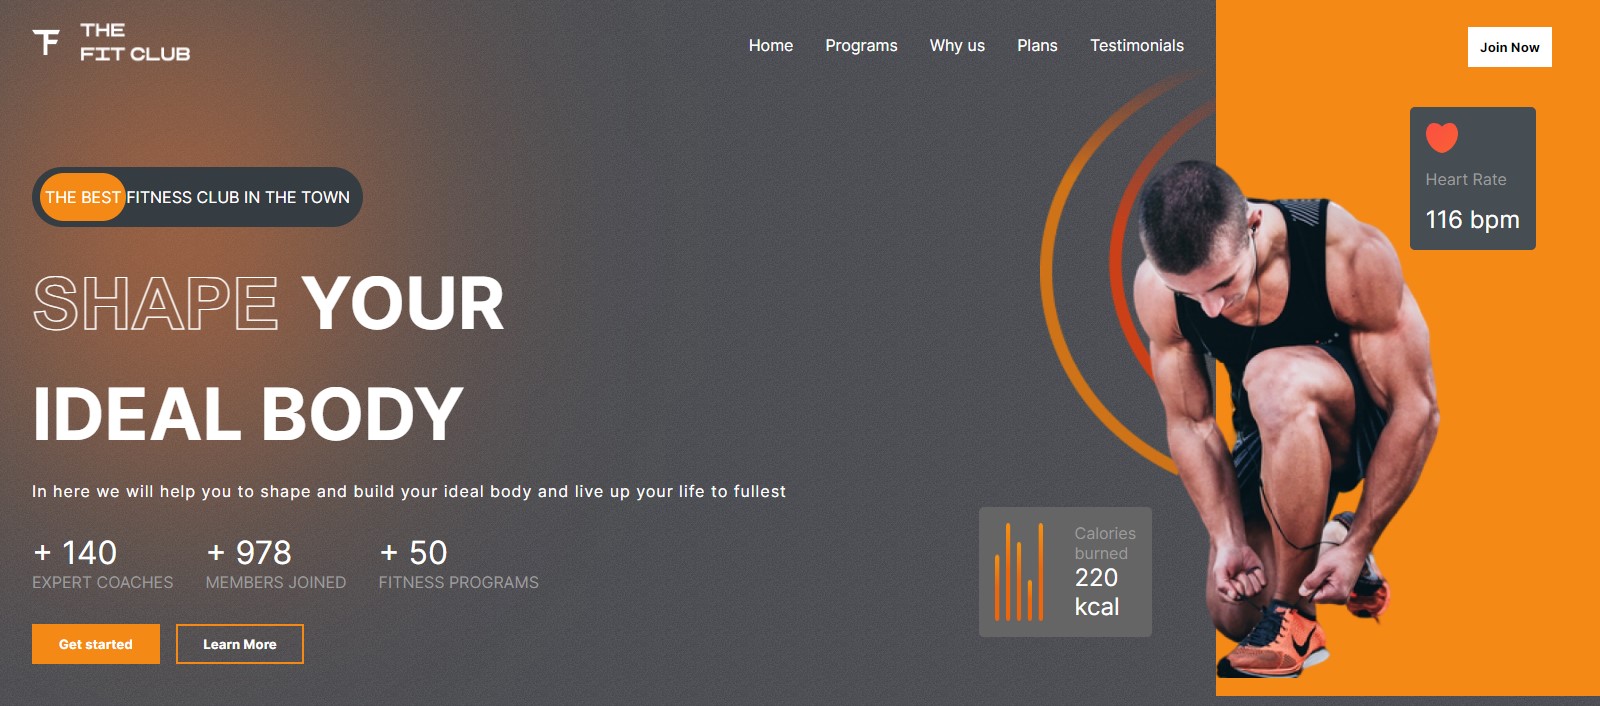 THE
FIT CLUB
Home
Programs
Why us
Plans
Testimonials
Join Now
Heart Rate
116 bpm
THE BEST FITNESS CLUB IN THE TOWN
SHAPE YOUR
IDEAL BODY
In here we will help you to shape and build your ideal body and live up your life to fullest
+ 140
EXPERT COACHES
+ 978
MEMBERS JOINED
+ 50
FITNESS PROGRAMS
Calories
burned
220
kcal
Get started
Learn More